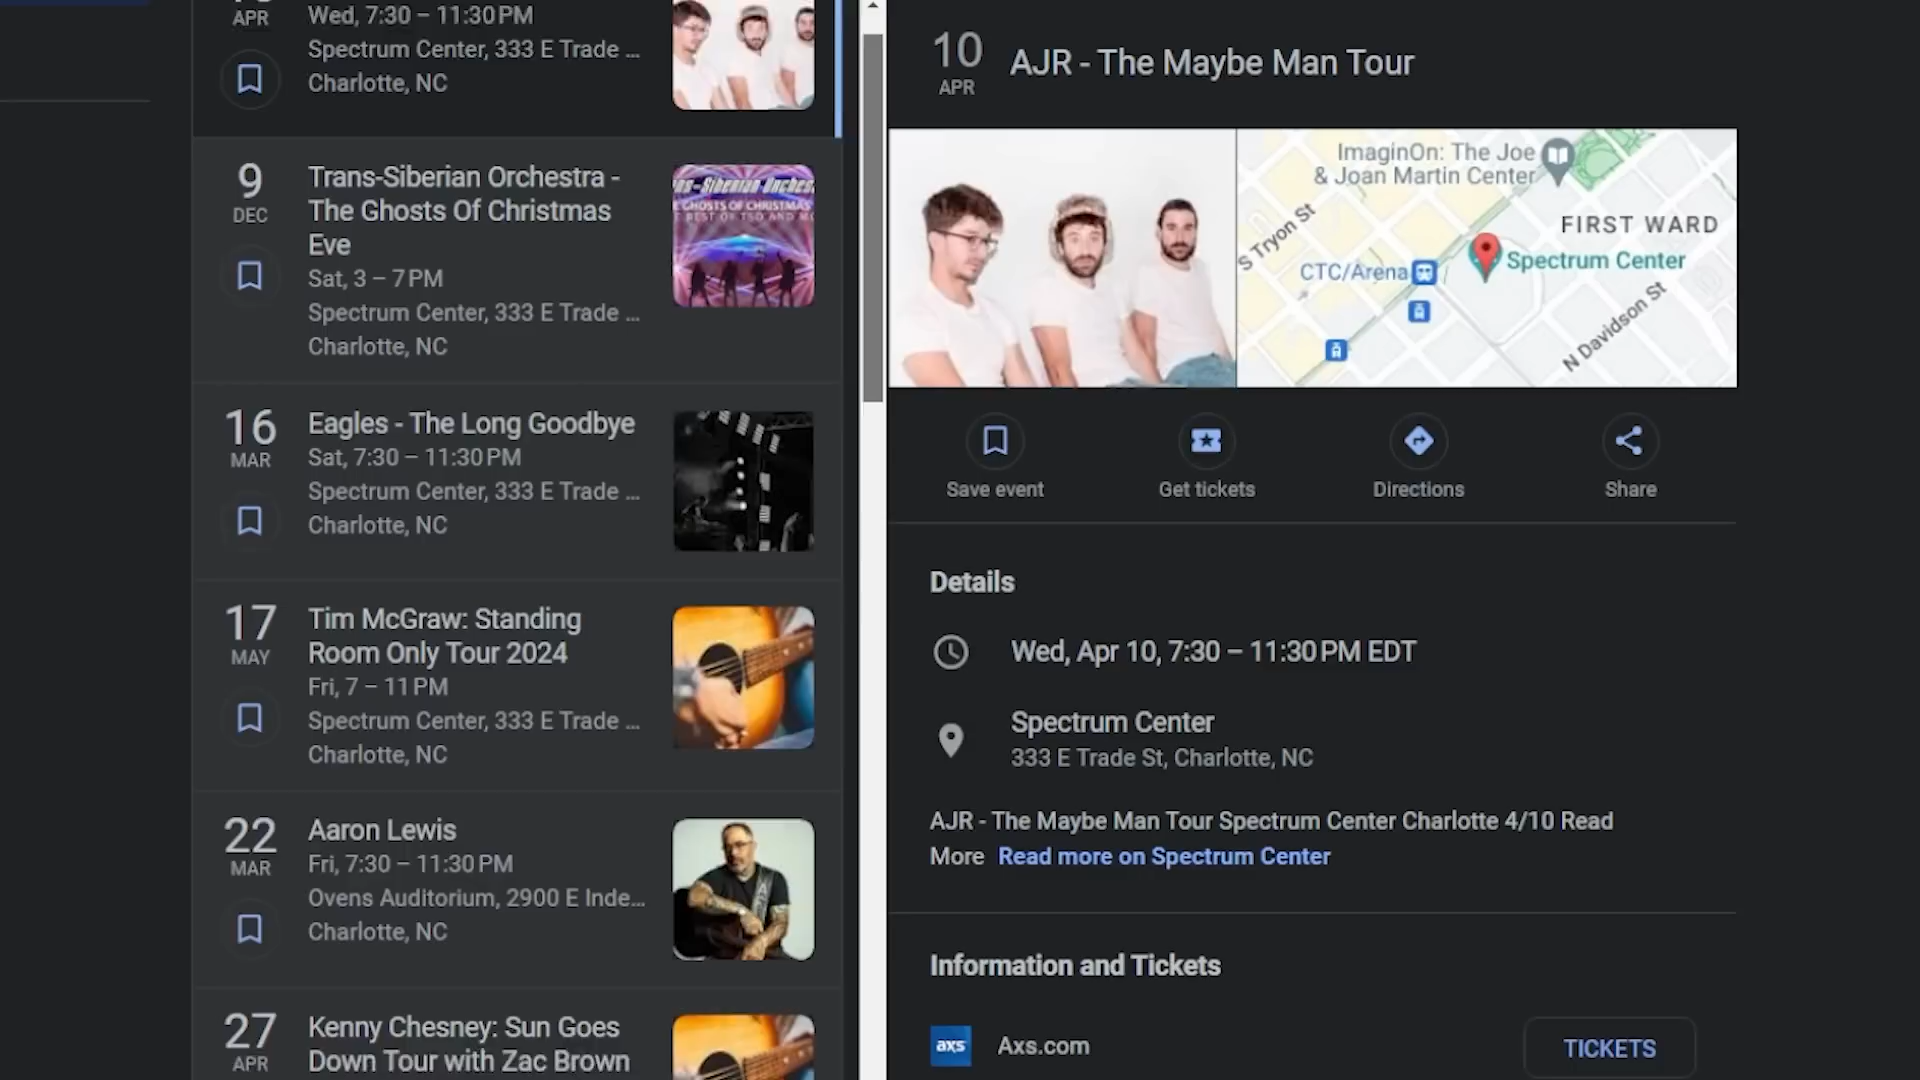 APR
Wed, 7:30 – 11:30 PM
Spectrum Center, 333 E Trade ...
Charlotte, NC
9
DEC
Trans-Siberian Orchestra -
The Ghosts Of Christmas
Eve
Sat, 3 – 7 PM
Spectrum Center, 333 E Trade ...
Charlotte, NC
16
MAR
Eagles - The Long Goodbye
Sat, 7:30 – 11:30 PM
Spectrum Center, 333 E Trade ...
Charlotte, NC
17
MAY
Tim McGraw: Standing
Room Only Tour 2024
Fri, 7 – 11 PM
Spectrum Center, 333 E Trade ...
Charlotte, NC
22
MAR
Aaron Lewis
Fri, 7:30 – 11:30 PM
Ovens Auditorium, 2900 E Inde...
Charlotte, NC
27
APR
Kenny Chesney: Sun Goes
Down Tour with Zac Brown
10
APR
AJR - The Maybe Man Tour
ImaginOn: The Joe
& Joan Martin Center
S Tryon St
FIRST WARD
CTC/Arena
Spectrum Center
N Davidson St
Save event
Get tickets
Directions
Share
Details
Wed, Apr 10, 7:30 – 11:30 PM EDT
Spectrum Center
333 E Trade St, Charlotte, NC
AJR - The Maybe Man Tour Spectrum Center Charlotte 4/10 Read
More Read more on Spectrum Center
Information and Tickets
axs
Axs.com
TICKETS